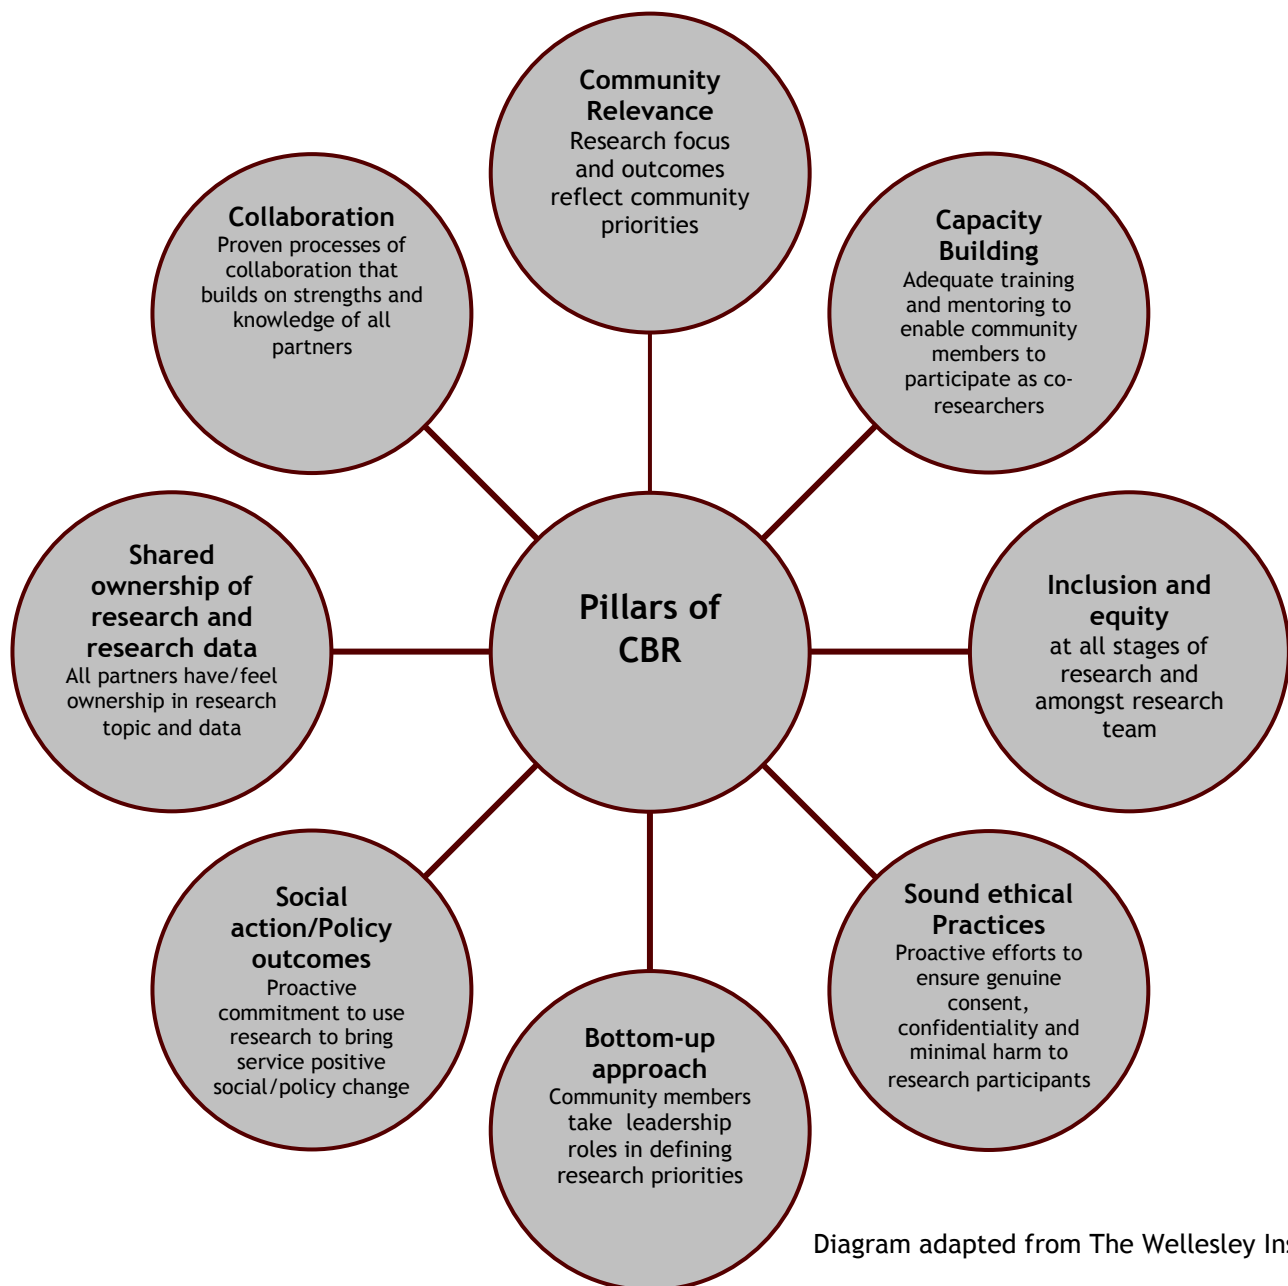 Community
Relevance
Research focus
and outcomes
reflect community
priorities
Capacity
Building
Adequate training
and mentoring to
enable community
members to
participate as co-
researchers
Inclusion and
equity
at all stages of
research and
amongst research
team
Sound ethical
Practices
Proactive efforts to
ensure genuine
consent,
confidentiality and
minimal harm to
research participants
Bottom-up
approach
Community members
take leadership
roles in defining
research priorities
Social
action/Policy
outcomes
Proactive
commitment to use
research to bring
service positive
social/policy change
Shared
ownership of
research and
research data
All partners have/feel
ownership in research
topic and data
Collaboration
Proven processes of
collaboration that
builds on strengths and
knowledge of all
partners
Pillars of
CBR
Diagram adapted from The Wellesley Ins